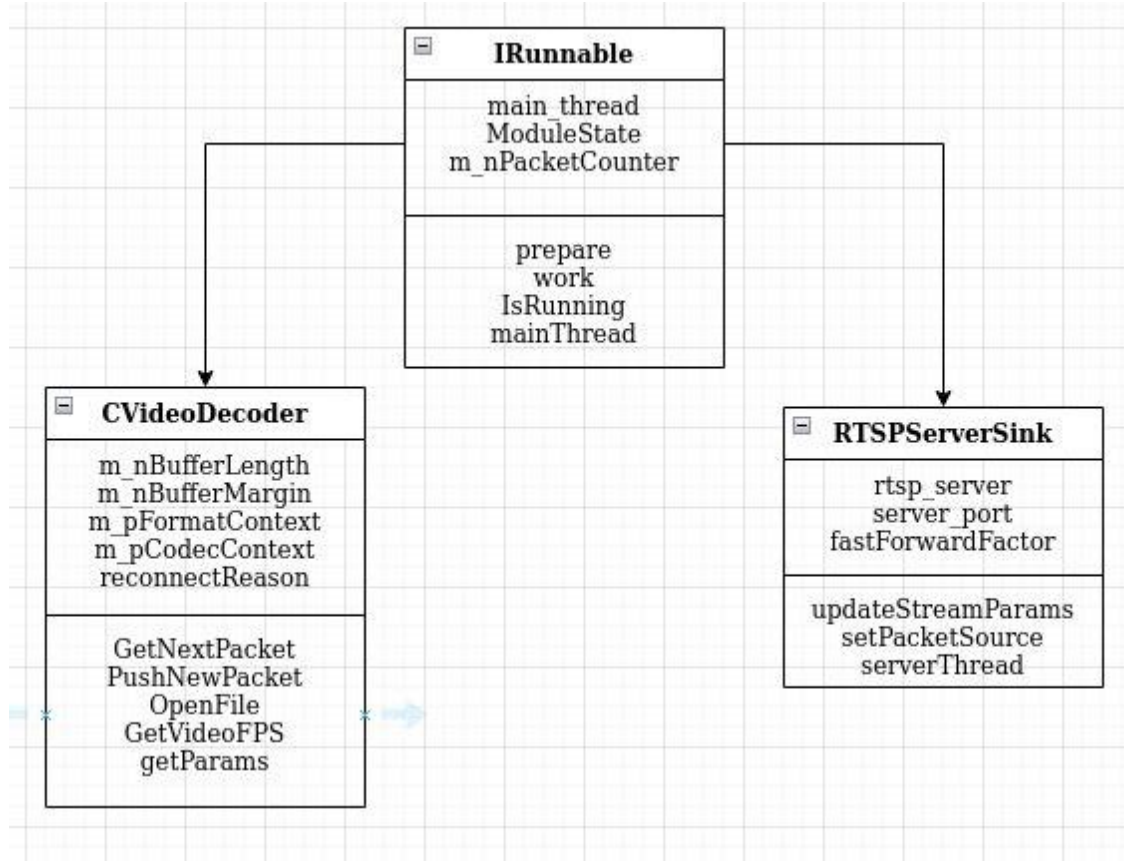 IRunnable
main_thread
ModuleState
m_nPacketCounter
prepare
work
IsRunning
mainThread
CVideoDecoder
m_nBufferLength
m_nBufferMargin
m_pFormatContext
m_pCodecContext
reconnectReason
GetNextPacket
PushNewPacket
OpenFile
GetVideoFPS
getParams
RTSPServerSink
rtsp_server
server_port
fastForwardFactor
updateStreamParams
setPacketSource
serverThread